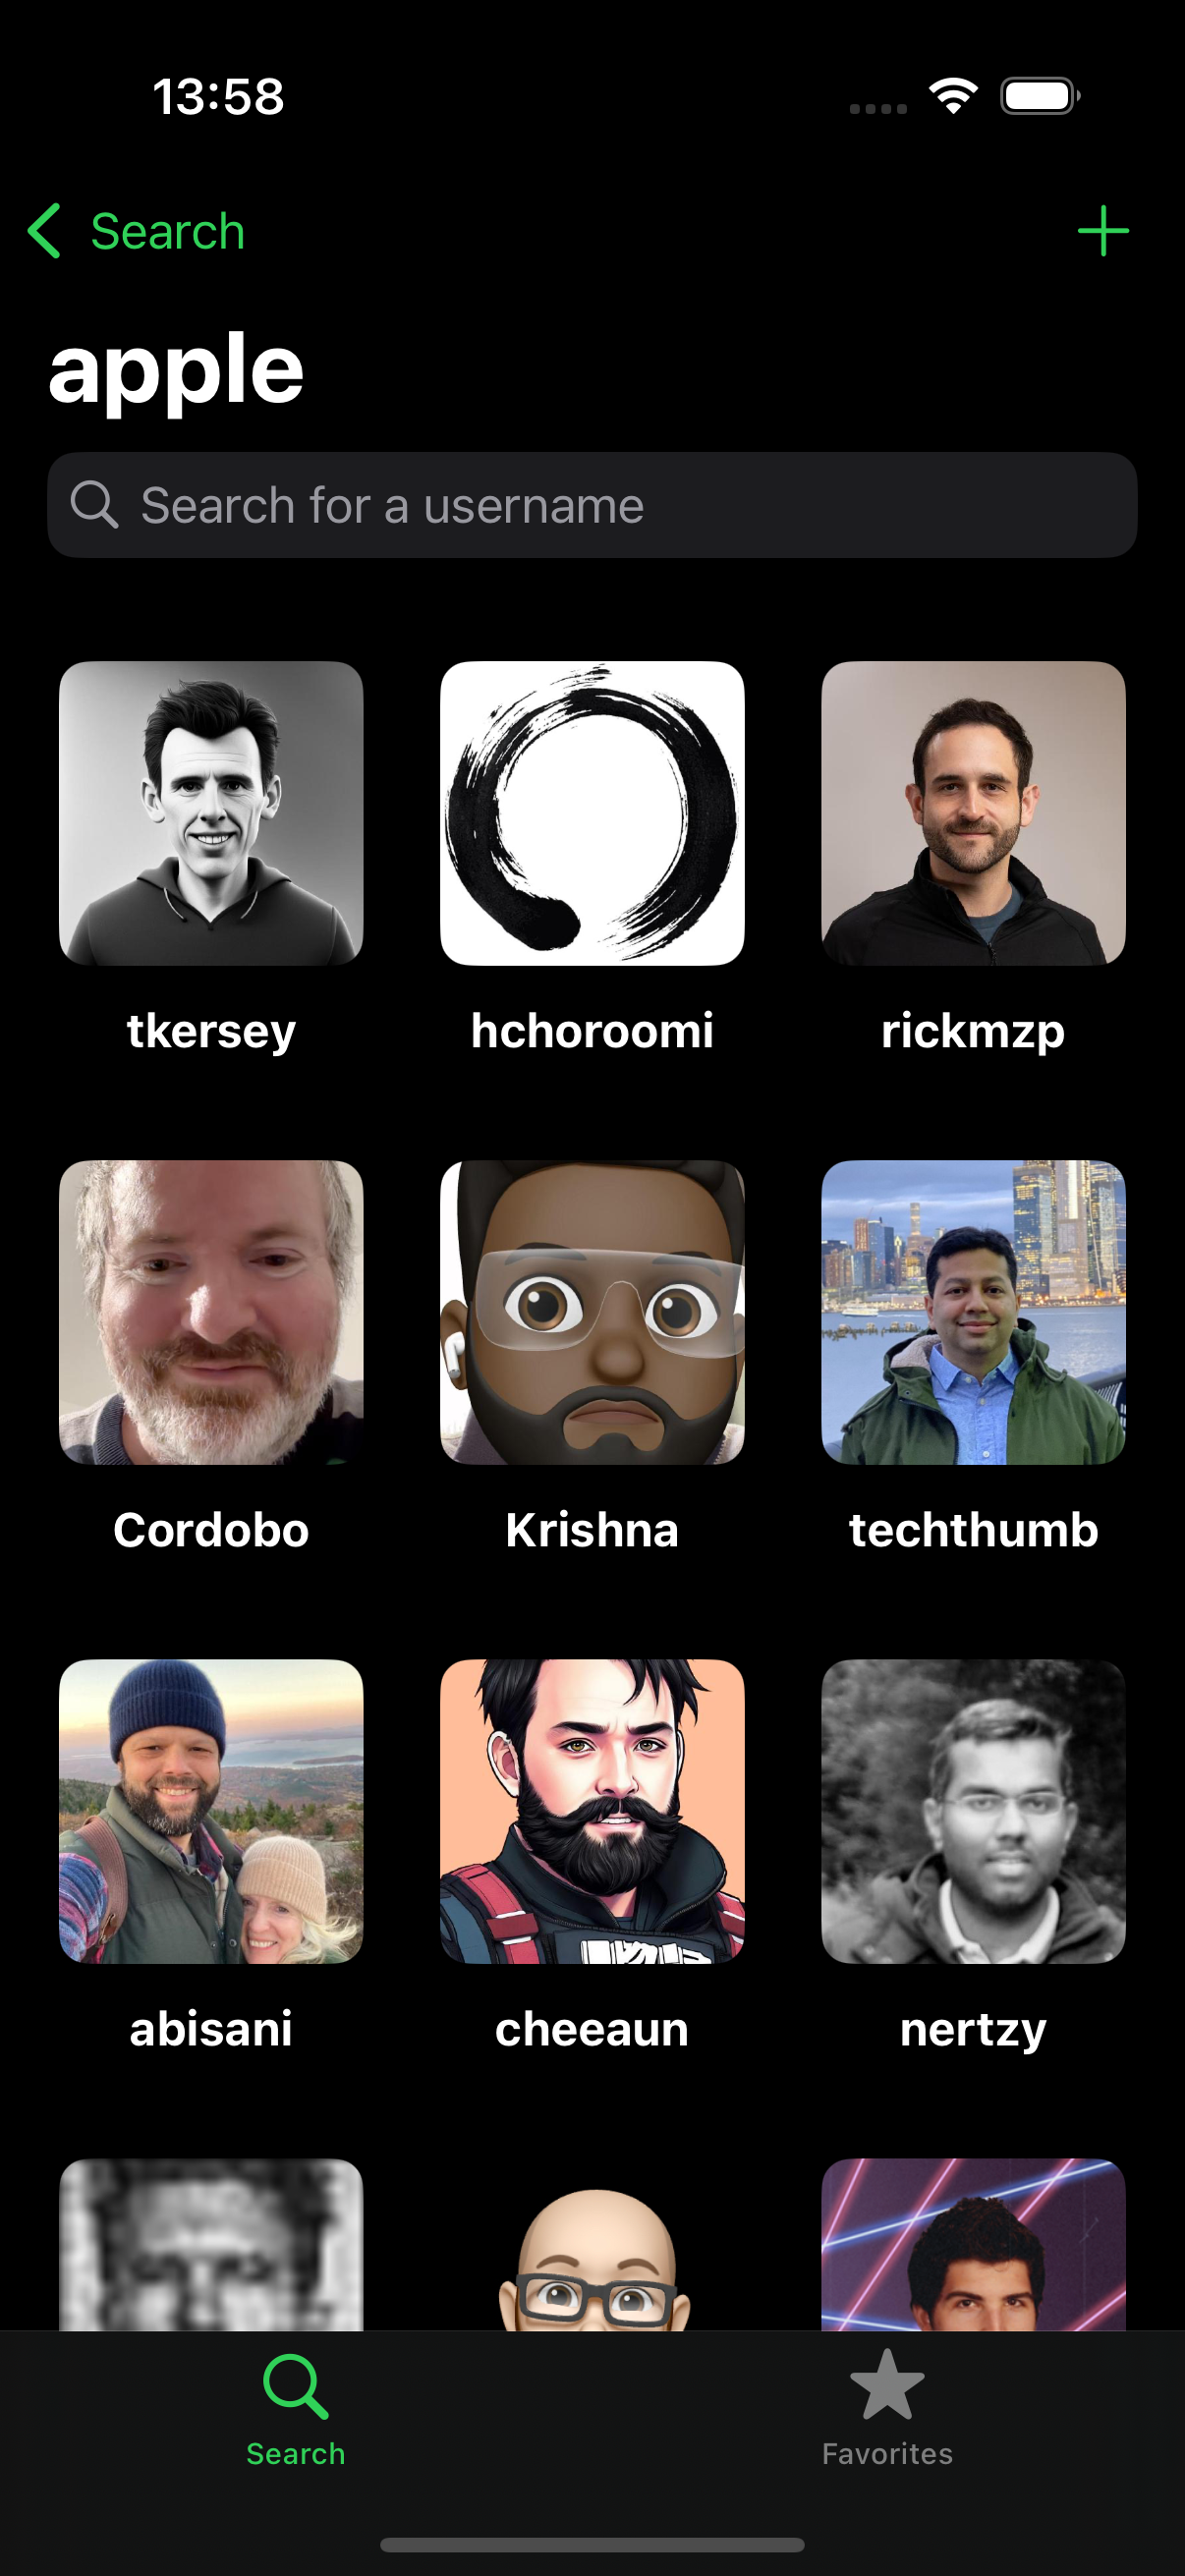 13:58
Search
apple
Search for a username
tkersey hchoroomi rickmzp
Cordobo Krishna techthumb
abisani cheeaun nertzy
Search Favorites